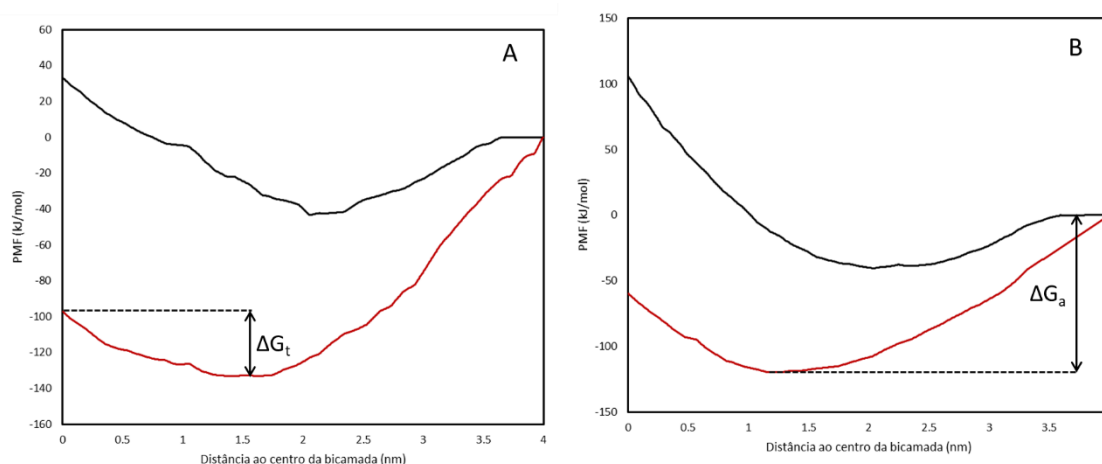 A
PMF (kJ/mol)
60
40
20
0
-20
-40
-60
-80
-100
-120
-140
-160
ΔGt
0 0.5 1 1.5 2 2.5 3 3.5 4
Distância ao centro da bicamada (nm)
B
PMF (kJ/mol)
150
100
50
0
-50
-100
-150
ΔGa
0 0.5 1 1.5 2 2.5 3 3.5
Distância ao centro da bicamada (nm)